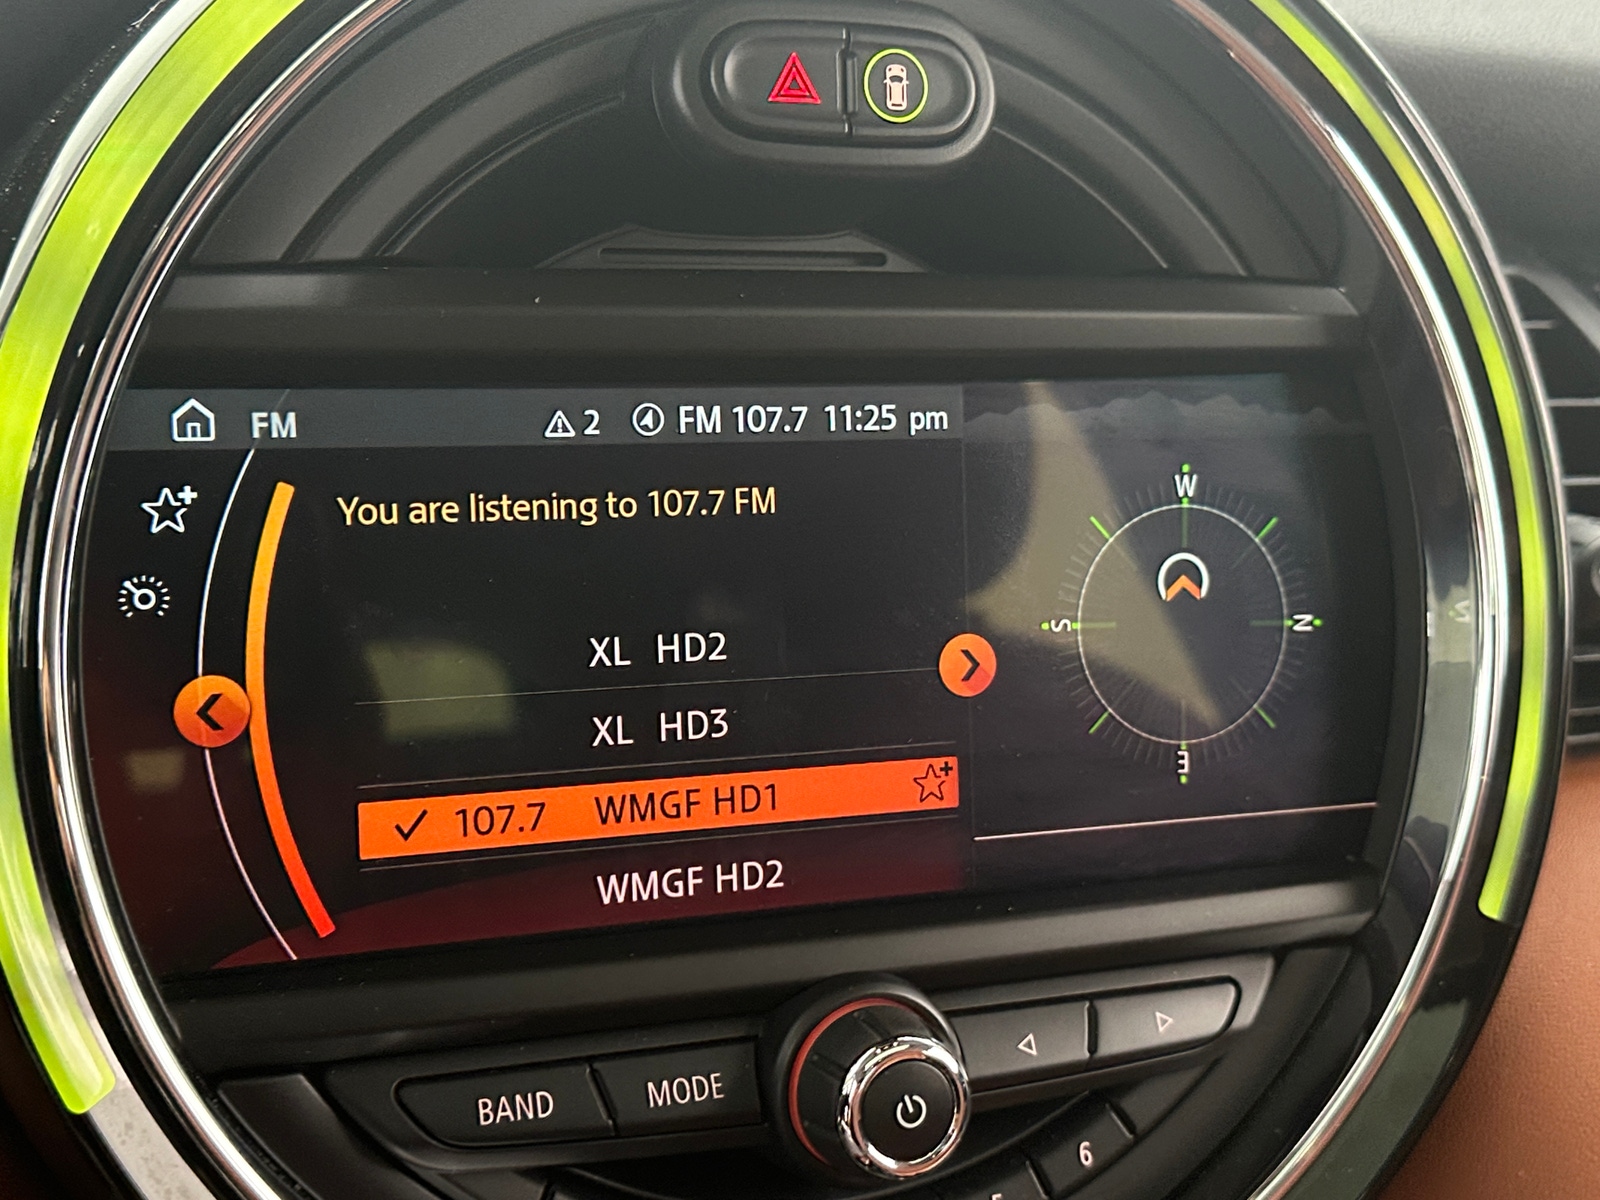 FM 2 FM 107.7 11:25 pm
You are listening to 107.7 FM
XL HD2
XL HD3
107.7 WMGF HD1
WMGF HD2
W
S N
E
BAND MODE
6